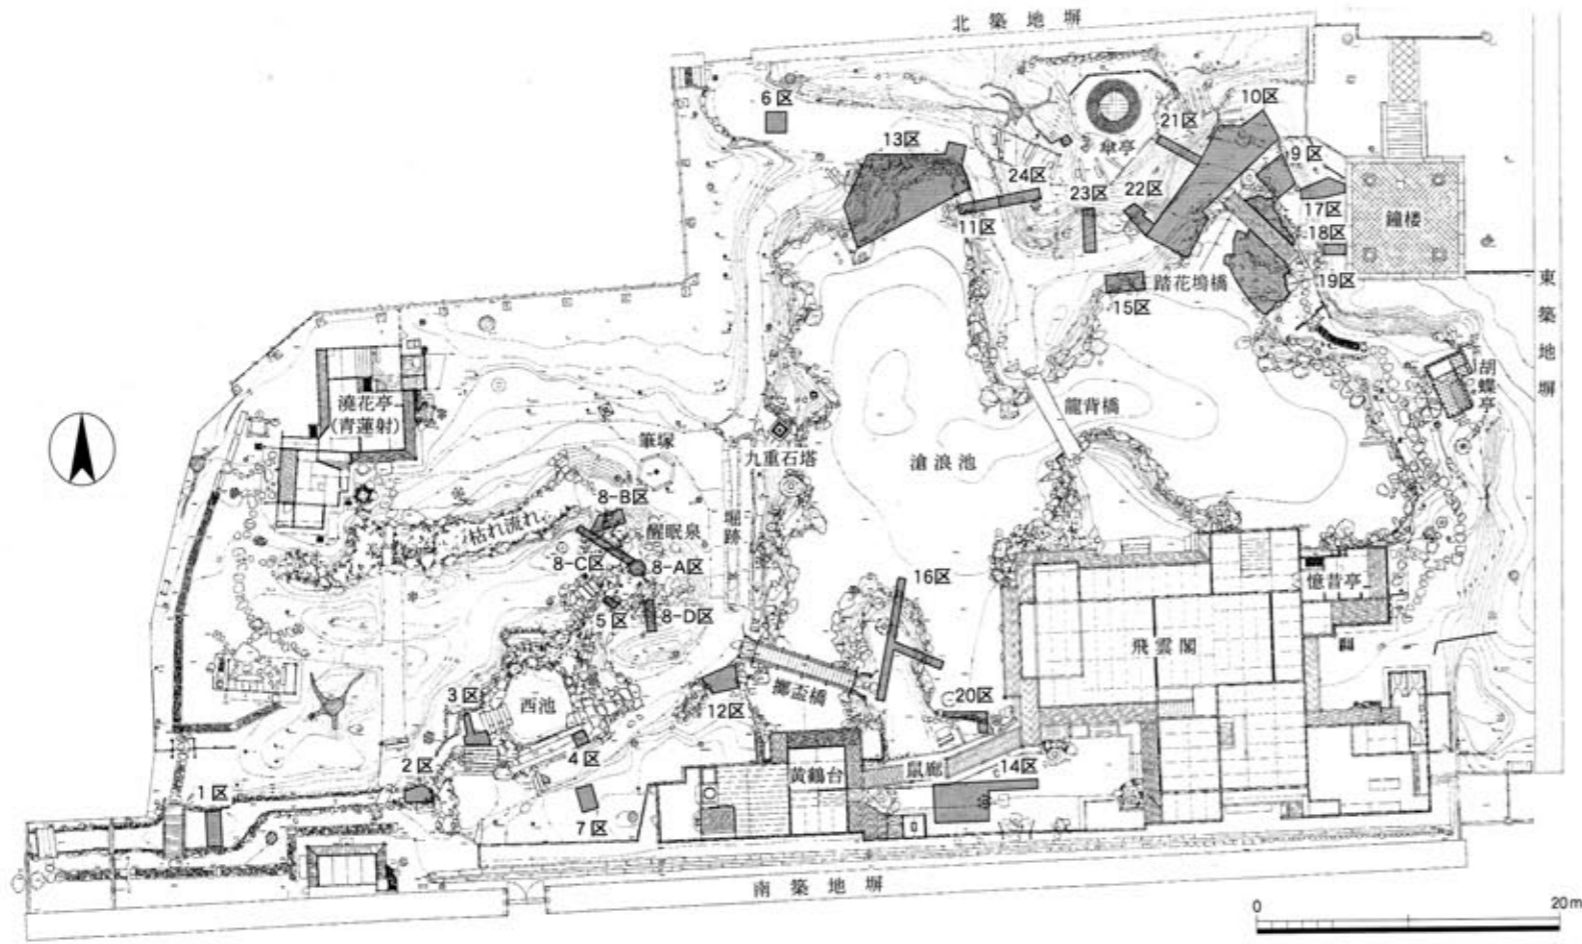 北築地塀
6区
10区
21区
13区
傘亭
9区
24区
23区
22区
17区
鐘楼
11区
18区
踏花塢橋
19区
15区
東築地塀
胡蝶亭
澆花亭
(青蓮射)
龍背橋
筆塚
九重石塔
滄浪池
8-B区
枯れ流れ
醒眠泉
堀跡
8-C区
8-A区
16区
憶昔亭
5区
8-D区
飛雲閣
3区
西池
12区
擲盃橋
20区
4区
2区
黄鶴台
鼠廊
14区
1区
7区
南築地塀
0
20m